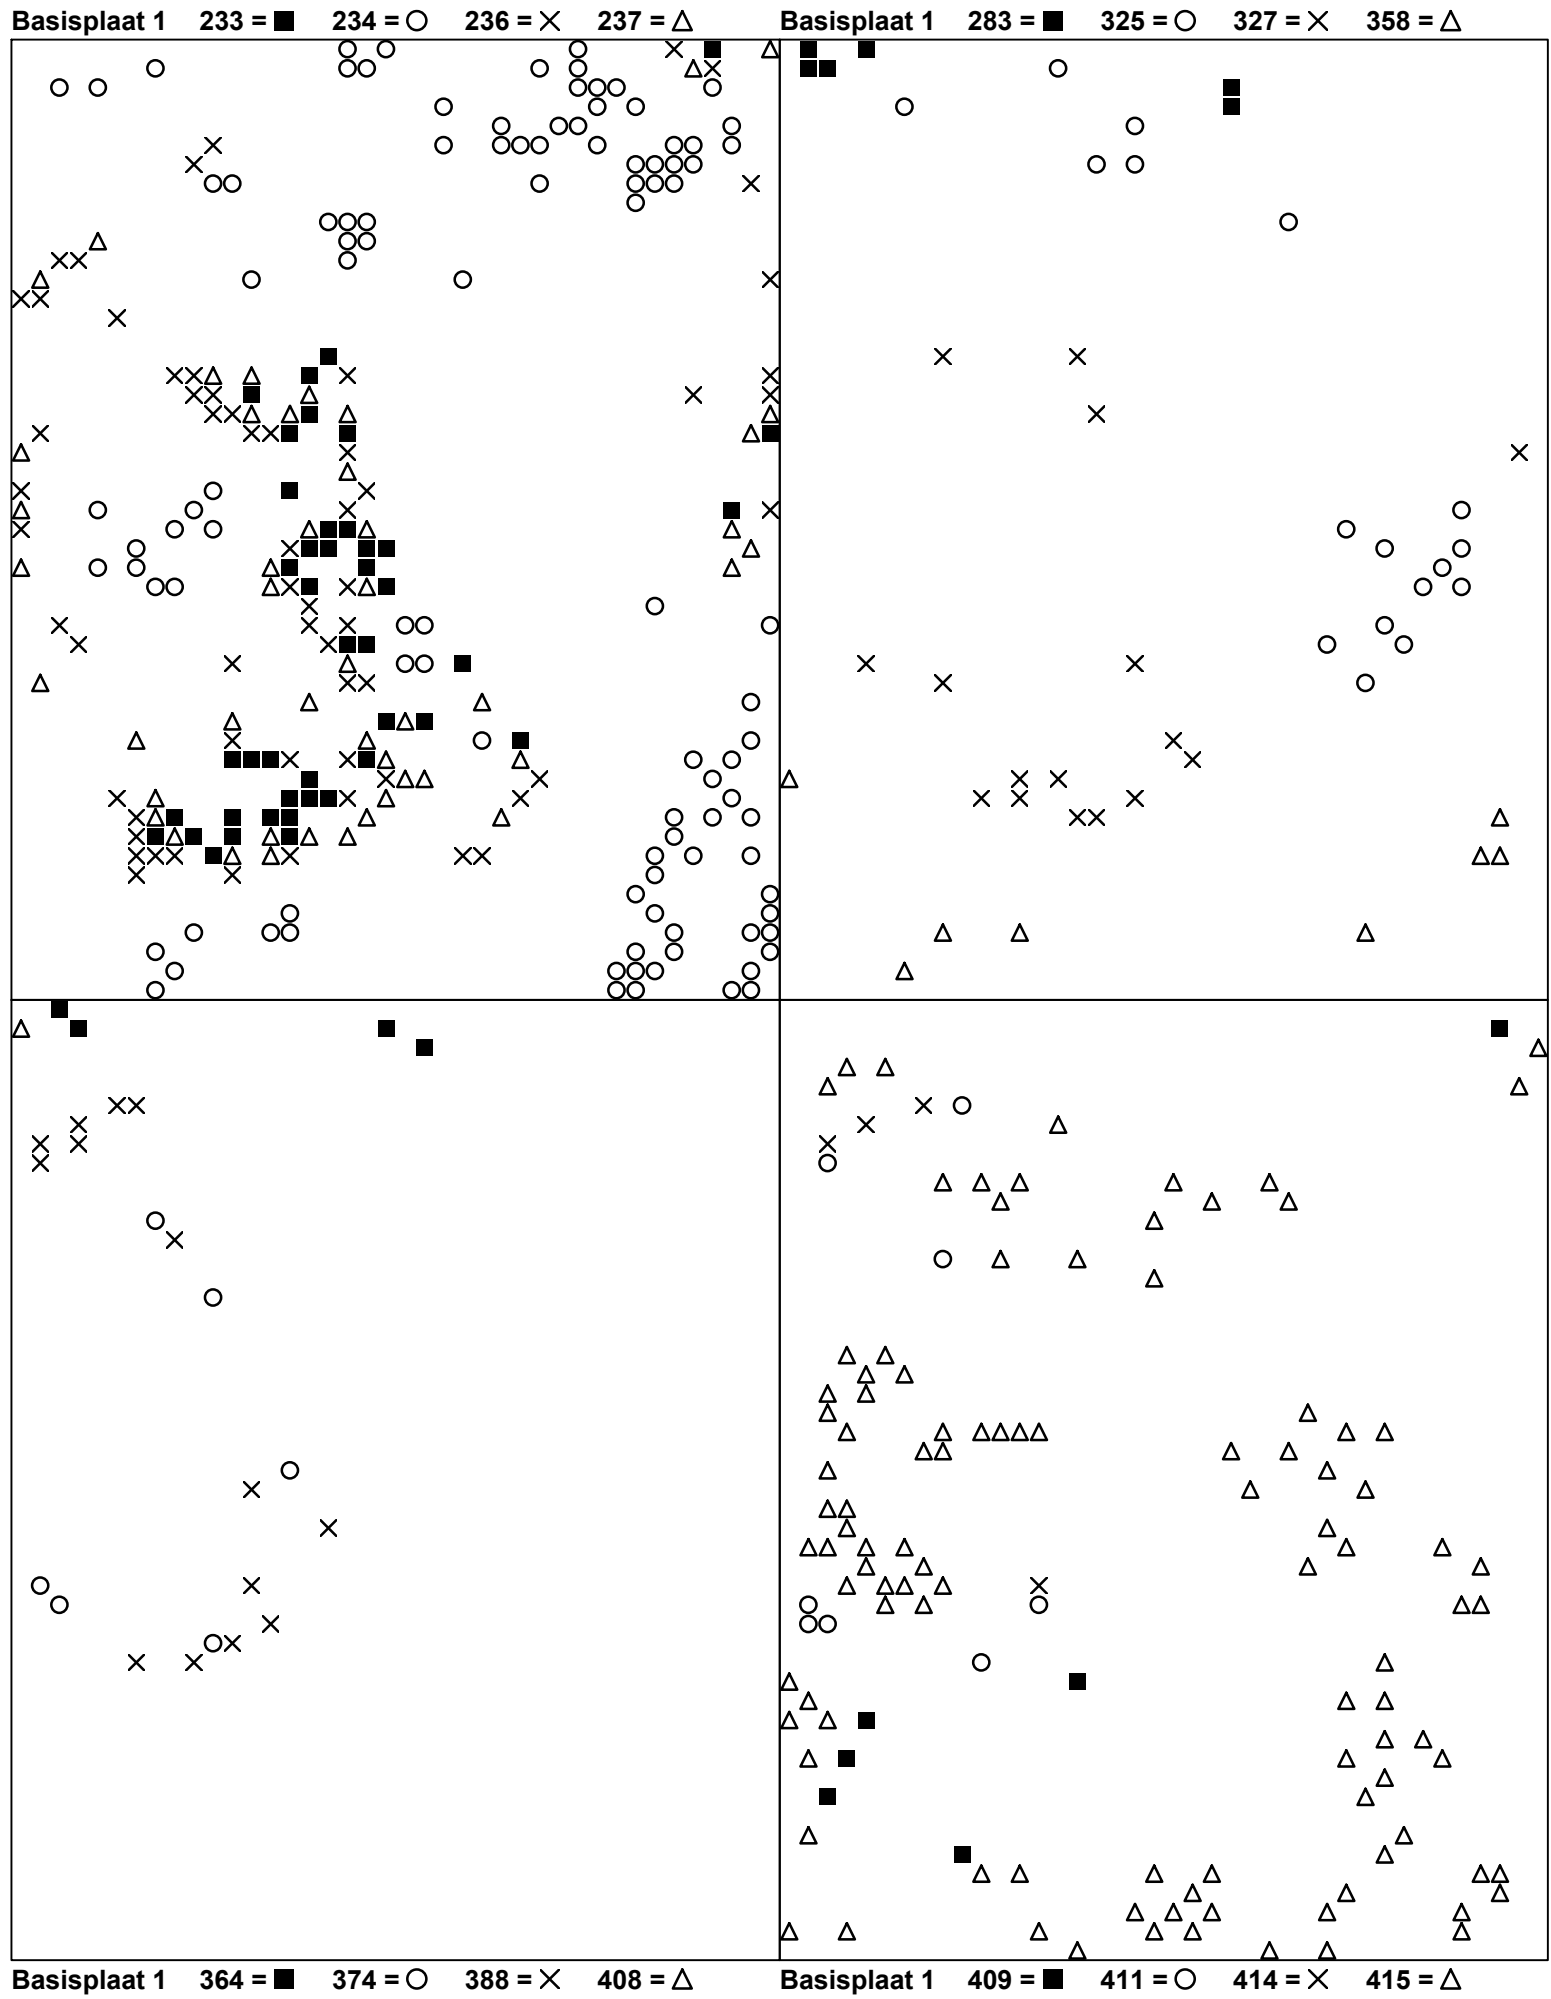 Basisplaat 1 233 = ■ 234 = ○ 236 = × 237 = △
Basisplaat 1 283 = ■ 325 = ○ 327 = × 358 = △
Basisplaat 1 364 = ■ 374 = ○ 388 = × 408 = △
Basisplaat 1 409 = ■ 411 = ○ 414 = × 415 = △